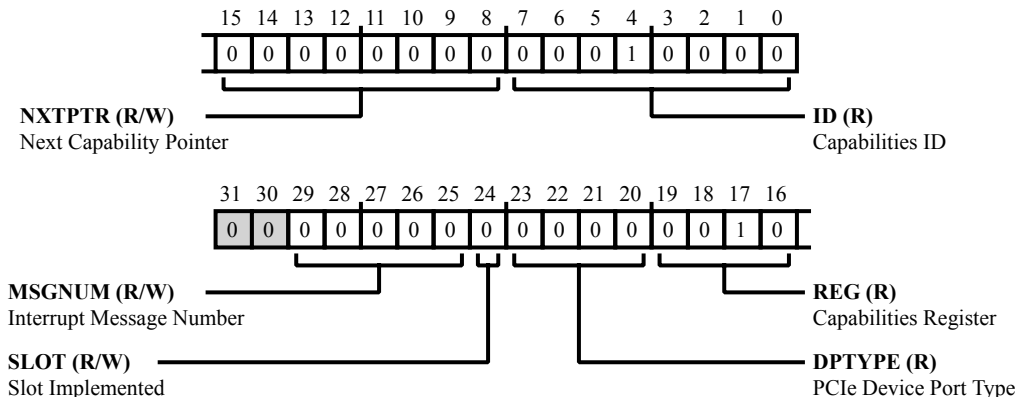 15 14 13 12 11 10 9 8 7 6 5 4 3 2 1 0
0 0 0 0 0 0 0 0 0 0 0 1 0 0 0 0
NXTPTR (R/W)
Next Capability Pointer
ID (R)
Capabilities ID
31 30 29 28 27 26 25 24 23 22 21 20 19 18 17 16
0 0 0 0 0 0 0 0 0 0 0 0 0 0 1 0
MSGNUM (R/W)
Interrupt Message Number
REG (R)
Capabilities Register
SLOT (R/W)
Slot Implemented
DPTYPE (R)
PCIe Device Port Type